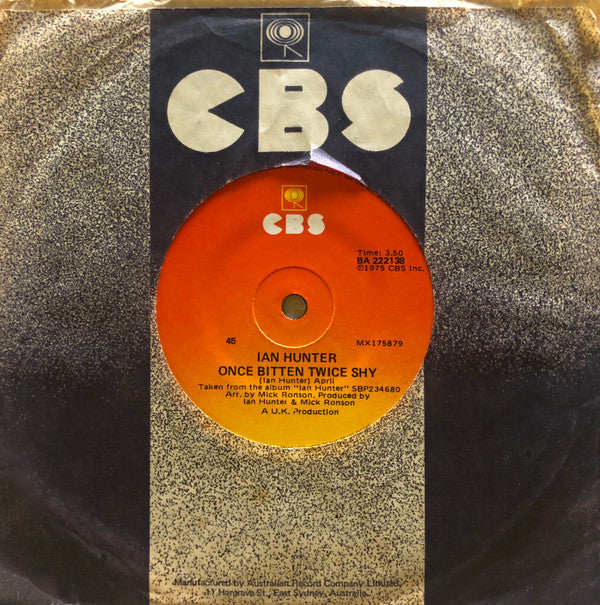 CBS
CBS
Time: 3.50
BA 222138
℗1975 CBS Inc.
45
MX175879
IAN HUNTER
ONCE BITTEN TWICE SHY
(Ian Hunter) April
Taken from the album "Ian Hunter" SBP234680
Arr. by Mick Ronson, Produced by
Ian Hunter & Mick Ronson
A U.K. Production
Manufactured by Australian Record Company Limited,
11 Hargrave St., East Sydney, Australia.